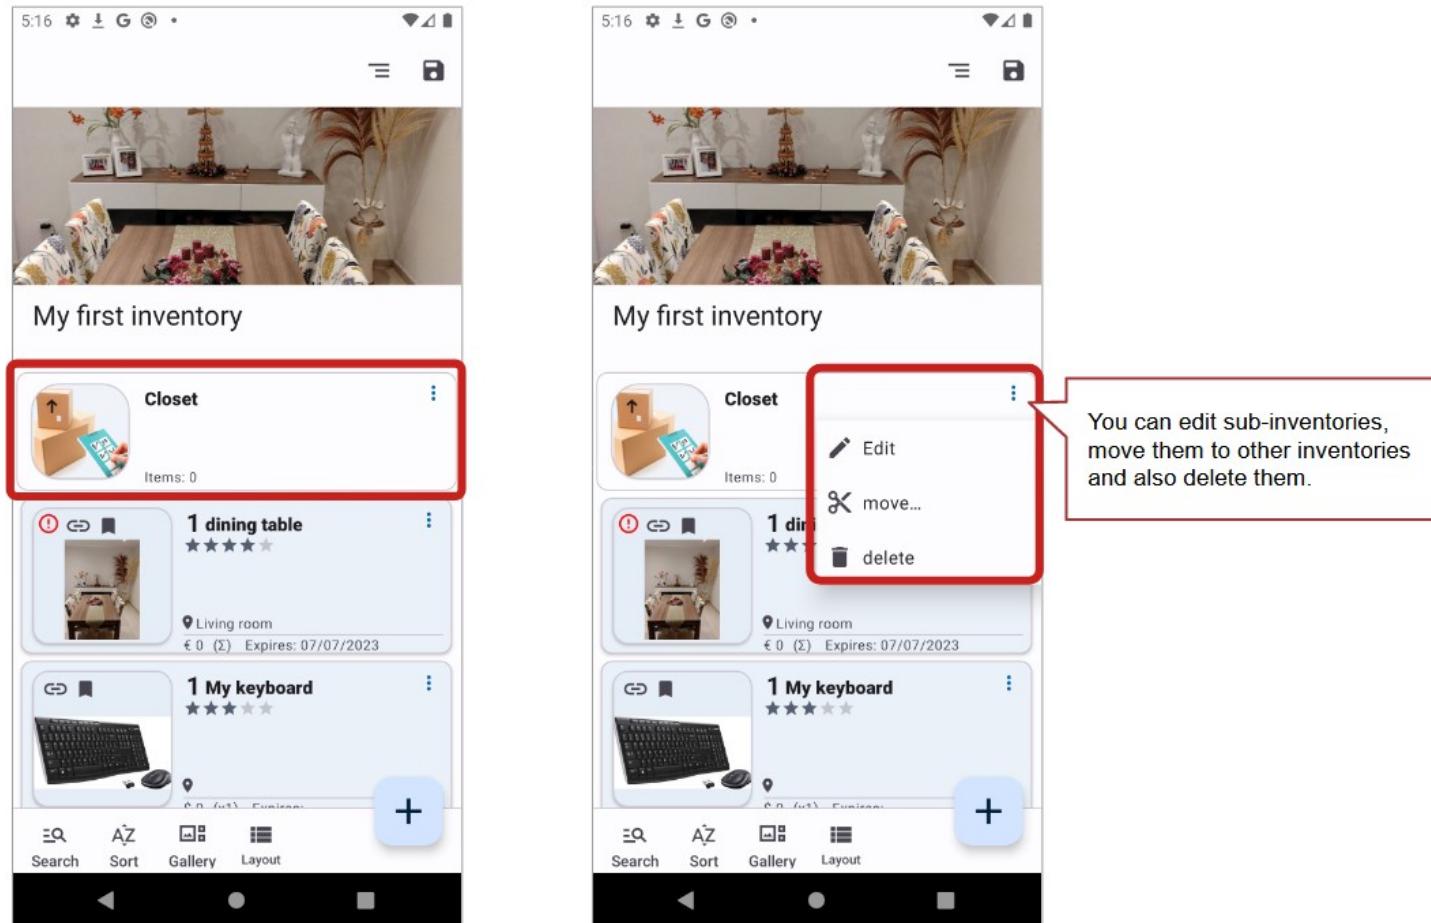 5:16
My first inventory
Closet
Items: 0
1 dining table
Living room
€ 0 (Σ) Expires: 07/07/2023
1 My keyboard
Search Sort Gallery Layout
5:16
My first inventory
Closet
Items: 0
Edit
move...
delete
1 dini
Living room
€ 0 (Σ) Expires: 07/07/2023
1 My keyboard
Search Sort Gallery Layout
You can edit sub-inventories,
move them to other inventories
and also delete them.